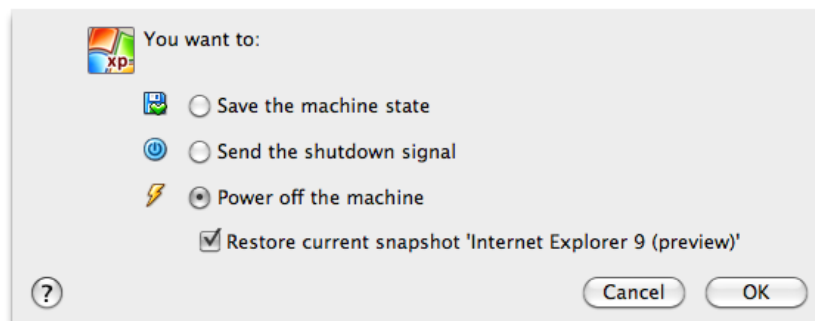 You want to:
xp
Save the machine state
Send the shutdown signal
Power off the machine
Restore current snapshot 'Internet Explorer 9 (preview)'
?
Cancel
OK